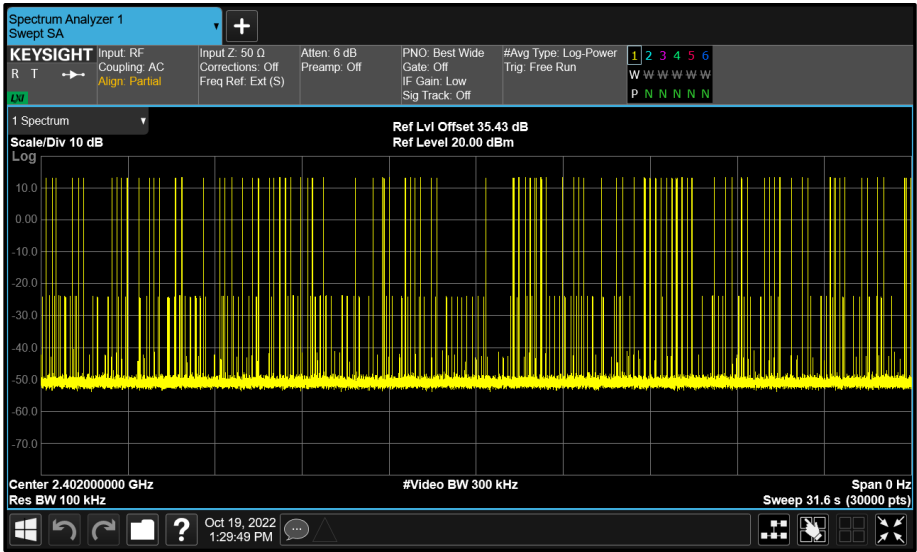 Spectrum Analyzer 1
Swept SA
+
KEYSIGHT Input: RF Input Z: 50 Ω Atten: 6 dB PNO: Best Wide #Avg Type: Log-Power 1 2 3 4 5 6
R T Coupling: AC Corrections: Off Preamp: Off Gate: Off Trig: Free Run W W W W W W
Align: Partial Freq Ref: Ext (S) IF Gain: Low
LXI Sig Track: Off P N N N N N
1 Spectrum
Ref Lvl Offset 35.43 dB
Scale/Div 10 dB Ref Level 20.00 dBm
Log
10.0
0.00
-10.0
-20.0
-30.0
-40.0
-50.0
-60.0
-70.0
Center 2.402000000 GHz #Video BW 300 kHz Span 0 Hz
Res BW 100 kHz Sweep 31.6 s (30000 pts)
? Oct 19, 2022
1:29:49 PM